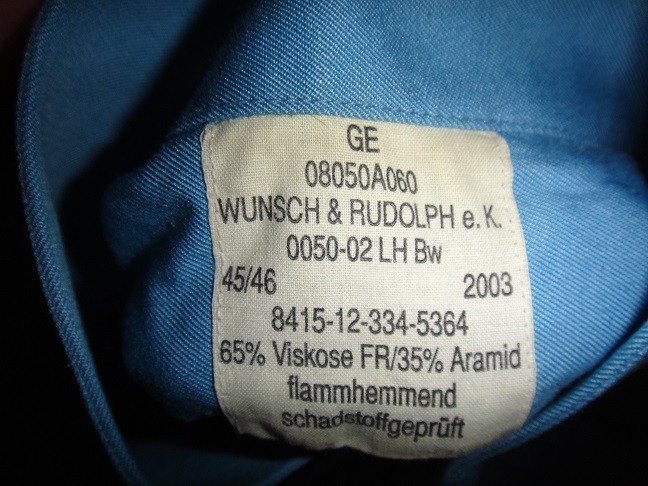 GE
08050A060
WUNSCH & RUDOLPH e. K.
0050-02 LH Bw
45/46 2003
8415-12-334-5364
65% Viskose FR/35% Aramid
flammhemmend
schadstoffgeprüft